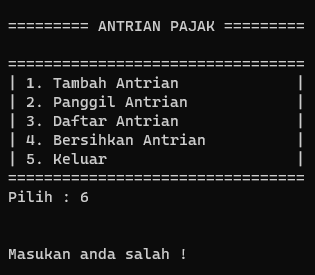 ========= ANTRIAN PAJAK =========
=================================
| 1. Tambah Antrian             |
| 2. Panggil Antrian            |
| 3. Daftar Antrian             |
| 4. Bersihkan Antrian          |
| 5. Keluar                     |
=================================
Pilih : 6
Masukan anda salah !